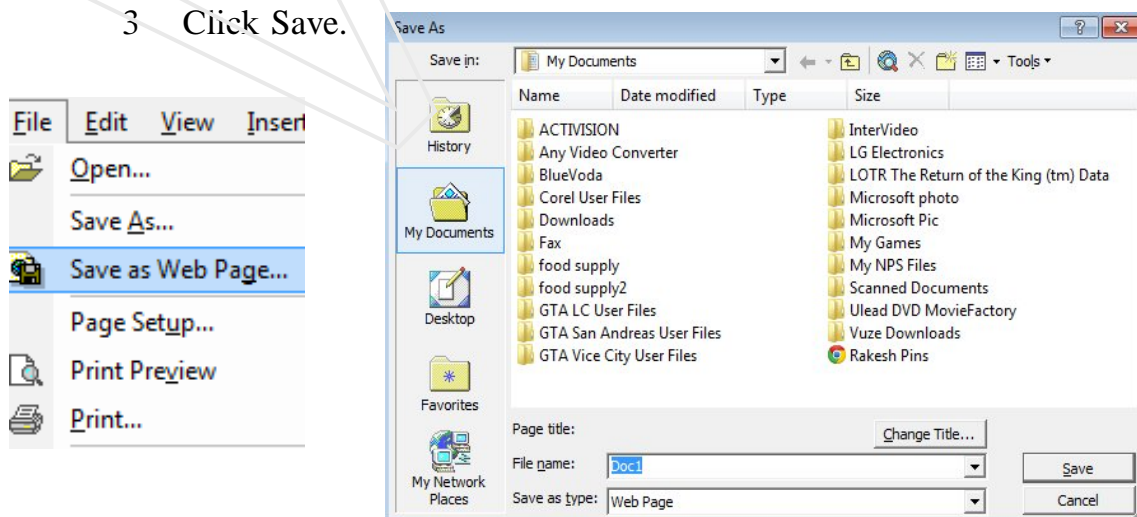 3 Click Save.
File Edit View Insert
Open...
Save As...
Save as Web Page...
Page Setup...
Print Preview
Print...
Save As
Save in: My Documents Tools
Name Date modified Type Size
History
My Documents
Desktop
Favorites
My Network
Places
ACTIVISION
Any Video Converter
BlueVoda
Corel User Files
Downloads
Fax
food supply
food supply2
GTA LC User Files
GTA San Andreas User Files
GTA Vice City User Files
InterVideo
LG Electronics
LOTR The Return of the King (tm) Data
Microsoft photo
Microsoft Pic
My Games
My NPS Files
Scanned Documents
Ulead DVD MovieFactory
Vuze Downloads
Rakesh Pins
Page title: Change Title...
File name: Doc1 Save
Save as type: Web Page Cancel